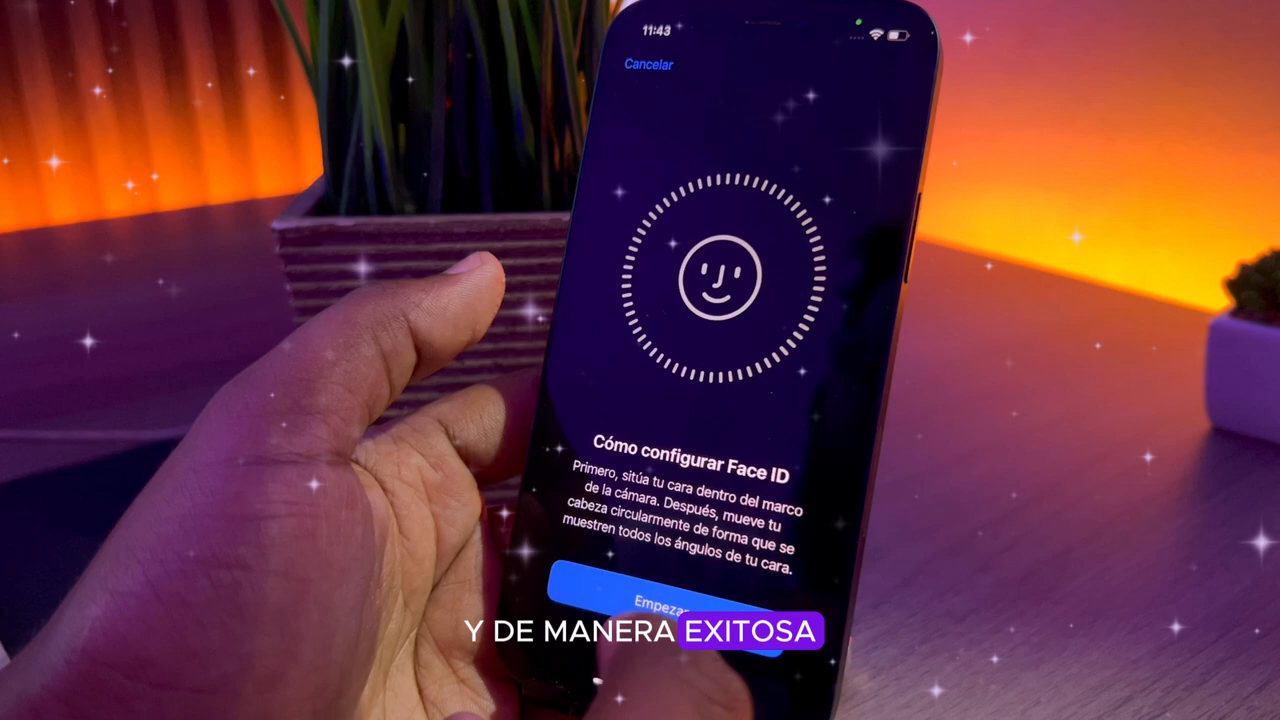 11:43
Cancelar
Cómo configurar Face ID
Primero, sitúa tu cara dentro del marco
de la cámara. Después, mueve tu
cabeza circularmente de forma que se
muestren todos los ángulos de tu cara.
Empezar
Y DE MANERA EXITOSA